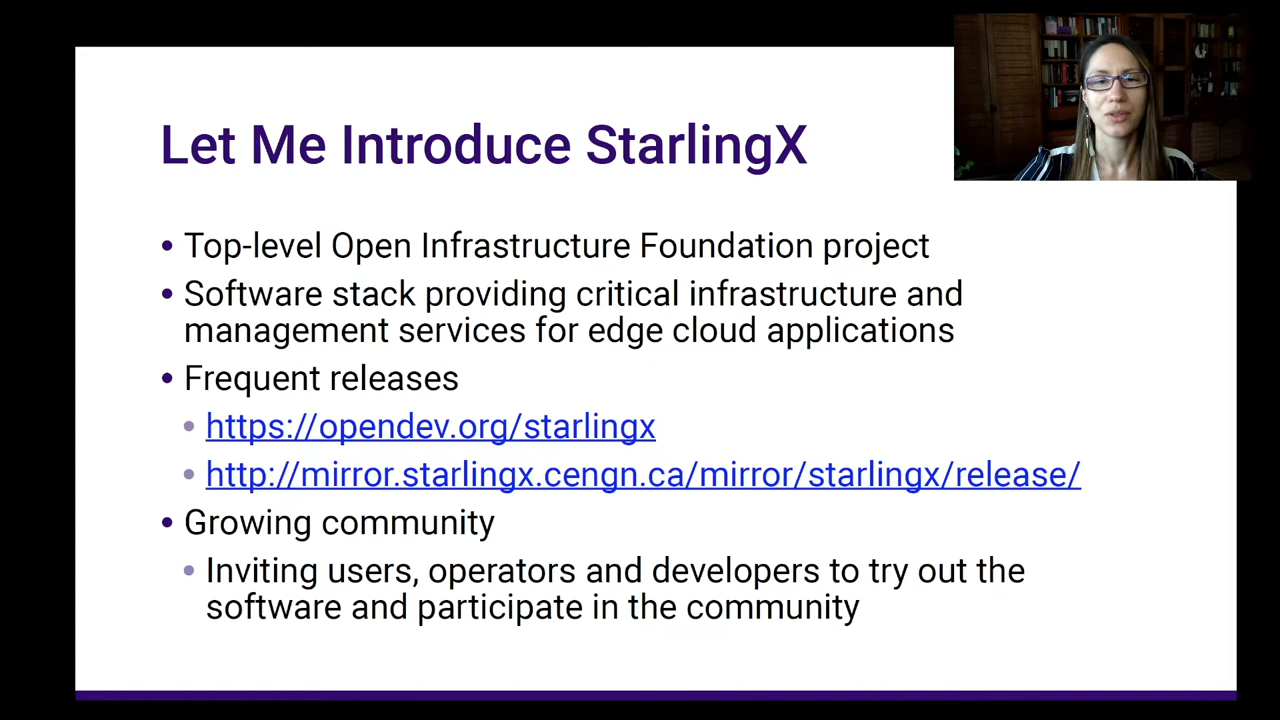 Let Me Introduce StarlingX
• Top-level Open Infrastructure Foundation project
• Software stack providing critical infrastructure and
management services for edge cloud applications
• Frequent releases
• https://opendev.org/starlingx
• http://mirror.starlingx.cengn.ca/mirror/starlingx/release/
• Growing community
• Inviting users, operators and developers to try out the
software and participate in the community